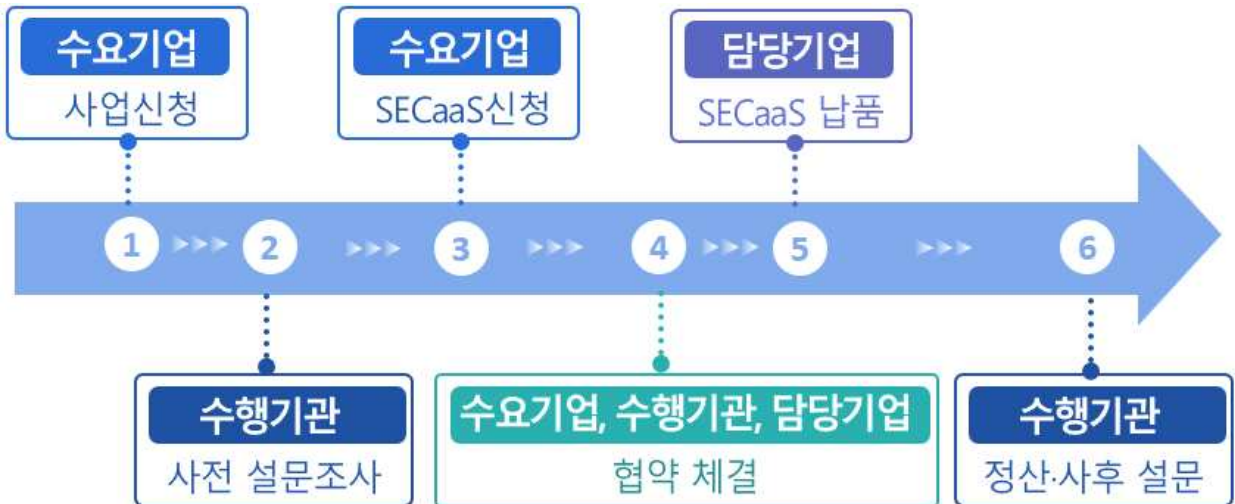 수요기업
사업신청
수요기업
SECaaS신청
담당기업
SECaaS 납품
1
2
3
4
5
6
수행기관
사전 설문조사
수요기업, 수행기관, 담당기업
협약 체결
수행기관
정산·사후 설문